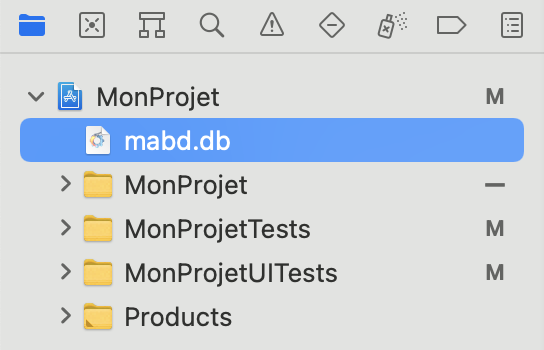 MonProjet M
mabd.db
MonProjet –
MonProjetTests M
MonProjetUITests M
Products